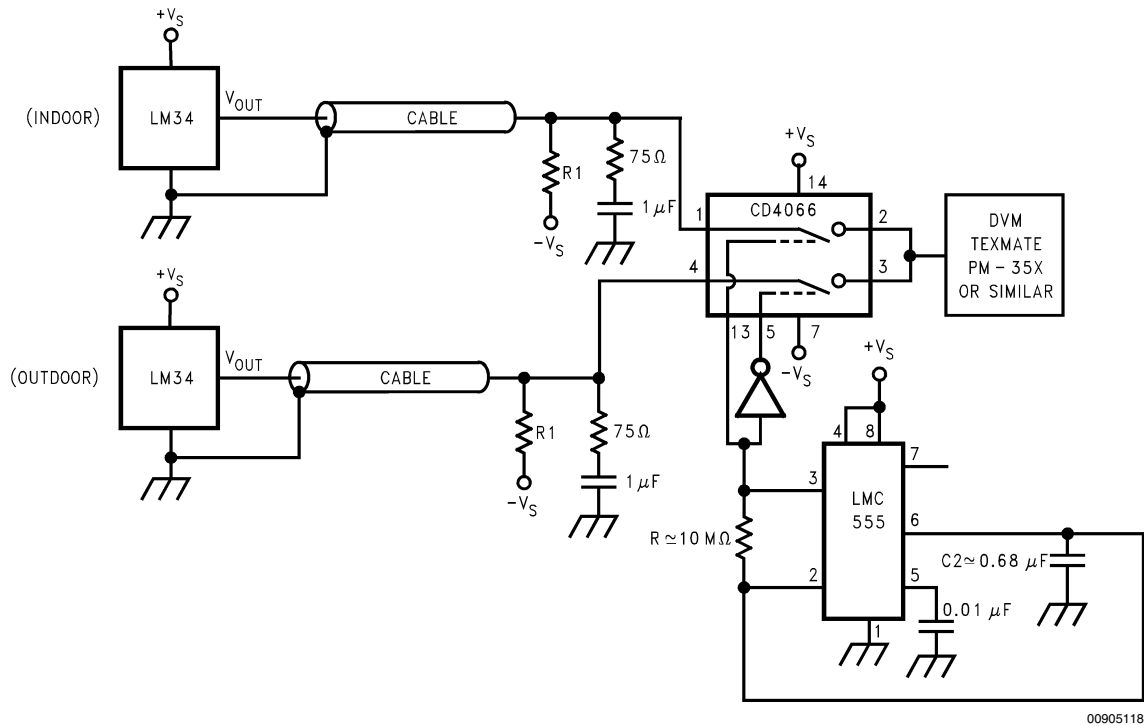 +VS
(INDOOR)
LM34
VOUT
CABLE
R1
75Ω
1 μF
-VS
+VS
14
CD4066
1
2
4
3
13
5
7
-VS
DVM
TEXMATE
PM - 35X
OR SIMILAR
+VS
(OUTDOOR)
LM34
VOUT
CABLE
R1
75Ω
1 μF
-VS
+VS
4
8
7
3
LMC
555
6
R≃10 MΩ
C2≃0.68 μF
2
5
0.01 μF
1
00905118